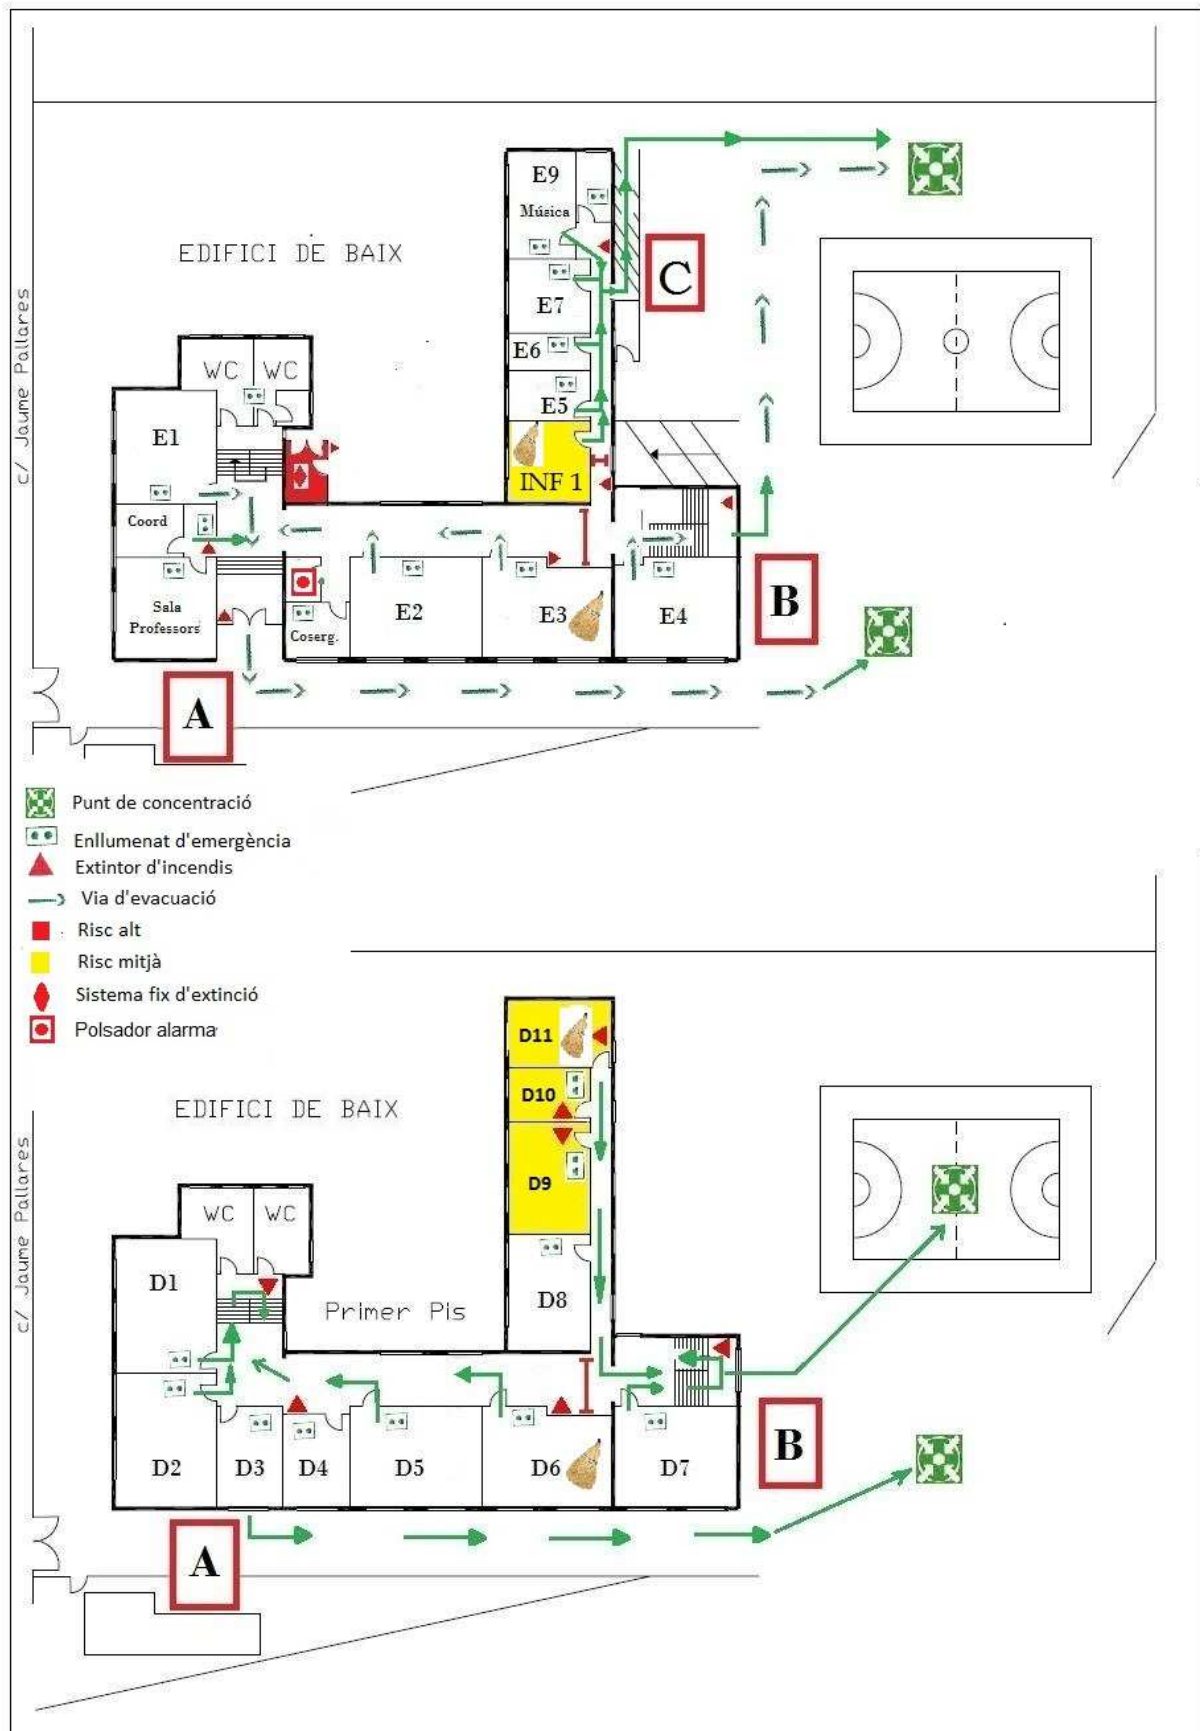 E9
Música
EDIFICI DE BAIX
C
c/ Jaume Pallares
E7
E6
WC
WC
E5
E1
INF 1
Coord
Sala
Professors
Coserg.
E2
E3
E4
B
A
Punt de concentració
Enllumenat d'emergència
Extintor d'incendis
Via d'evacuació
Risc alt
Risc mitjà
Sistema fix d'extinció
Polsador alarma
D11
D10
EDIFICI DE BAIX
c/ Jaume Pallares
D9
WC
WC
D1
Primer Pis
D8
D2
D3
D4
D5
D6
D7
B
A